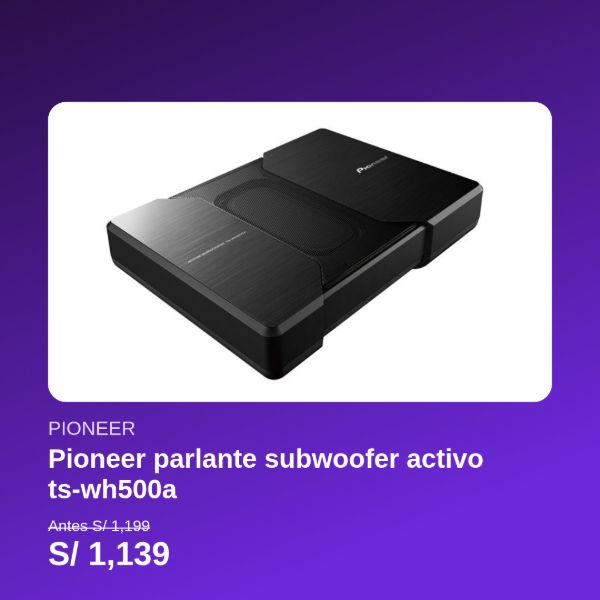 Pioneer
PIONEER
Pioneer parlante subwoofer activo
ts-wh500a
Antes S/ 1,199
S/ 1,139